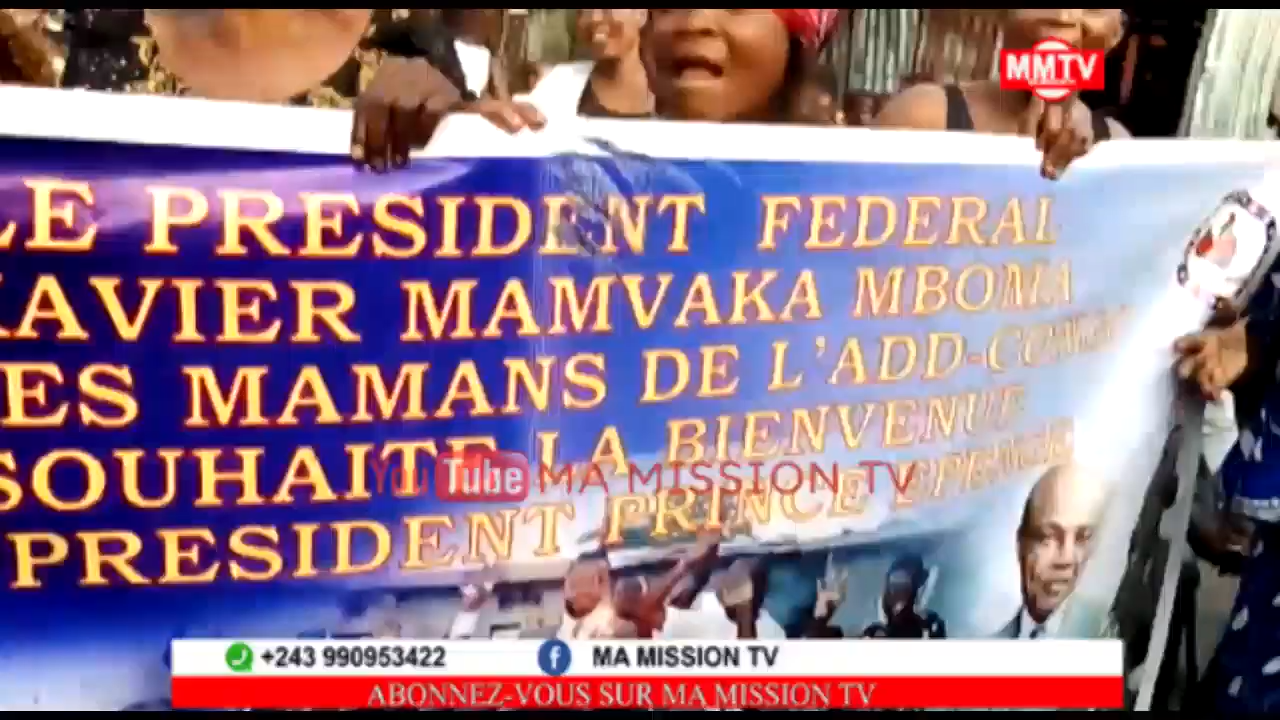 MMTV
LE PRESIDENT FEDERAL
XAVIER MAMVAKA MBOMA
ES MAMANS DE L'ADD-CONGO
SOUHAITE LA BIENVENUE
PRESIDENT PRINCE
YouTube MA MISSION TV
+243 990953422 MA MISSION TV
ABONNEZ-VOUS SUR MA MISSION TV